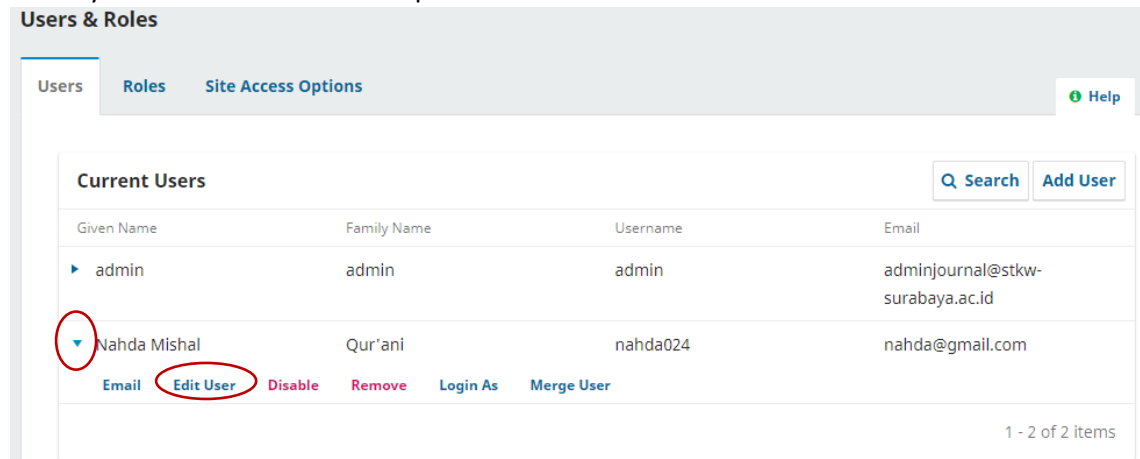 Users & Roles
Users Roles Site Access Options
Help
Current Users Search Add User
Given Name Family Name Username Email
admin admin admin adminjournal@stkw-
surabaya.ac.id
Nahda Mishal Qur'ani nahda024 nahda@gmail.com
Email Edit User Disable Remove Login As Merge User
1 - 2 of 2 items